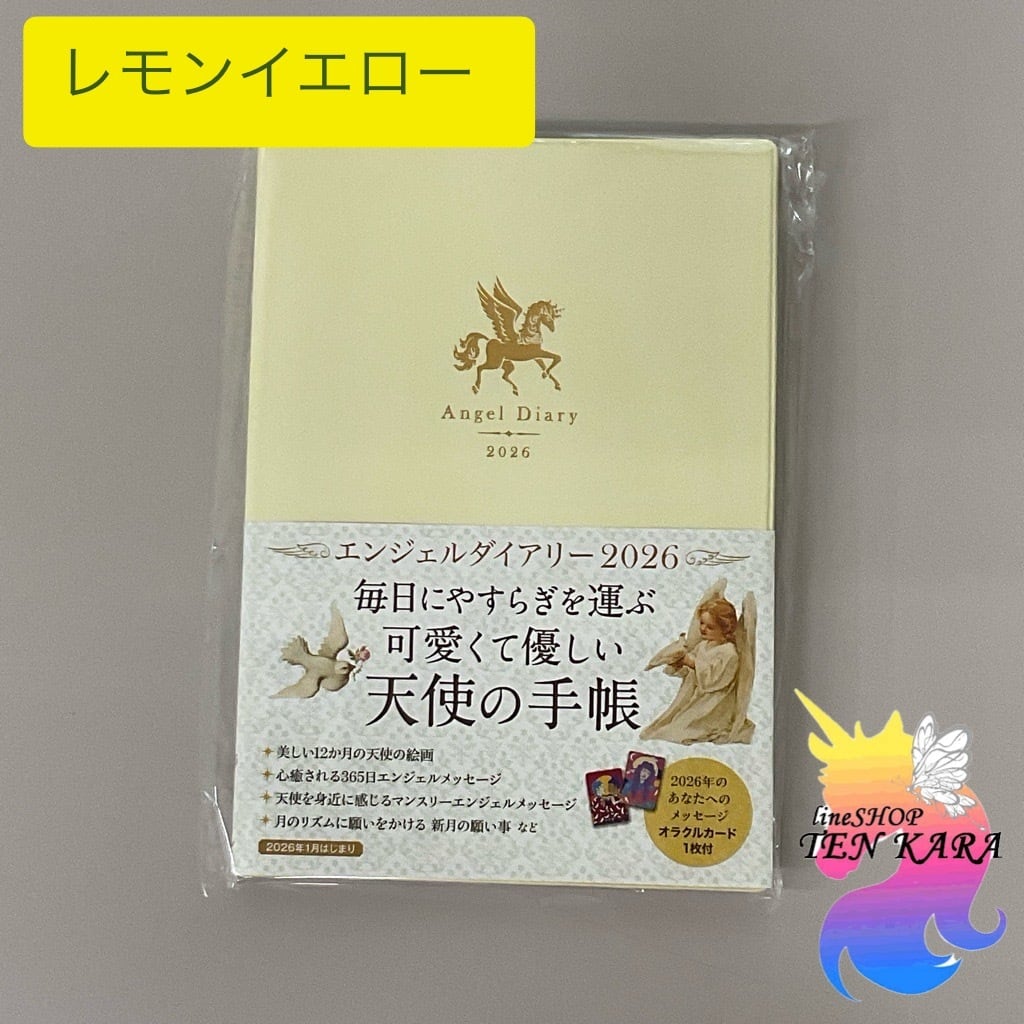 レモンイエロー
Angel Diary
2026
エンジェルダイアリー2026
毎日にやすらぎを運ぶ
可愛くて優しい
天使の手帳
美しい12か月の天使の絵画
心癒される365日エンジェルメッセージ
天使を身近に感じるマンスリーエンジェルメッセージ
月のリズムに願いをかける 新月の願い事 など
2026年1月はじまり
2026年の
あなたへの
メッセージ
オラクルカード
1枚付
lineSHOP
TEN KARA